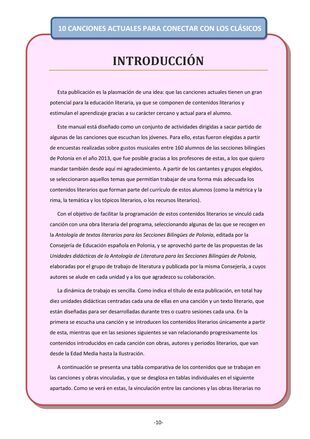 10 CANCIONES ACTUALES PARA CONECTAR CON LOS CLÁSICOS
INTRODUCCIÓN
Esta publicación es la plasmación de una idea: que las canciones actuales tienen un gran
potencial para la educación literaria, ya que se componen de contenidos literarios y
estimulan el aprendizaje gracias a su carácter cercano y actual para el alumno.
Este manual está diseñado como un conjunto de actividades dirigidas a sacar partido de
algunas de las canciones que escuchan los jóvenes. Para ello, estas fueron elegidas a partir
de encuestas realizadas sobre gustos musicales entre 160 alumnos de las secciones bilingües
de Polonia en el año 2013, que fue posible gracias a los profesores de estas, a los que quiero
mandar también desde aquí mi agradecimiento. A partir de los cantantes y grupos elegidos,
se seleccionaron aquellos temas que permitían trabajar de una forma más adecuada los
contenidos literarios que forman parte del currículo de estos alumnos (como la métrica y la
rima, la temática y los tópicos literarios, o los recursos literarios).
Con el objetivo de facilitar la programación de estos contenidos literarios se vinculó cada
canción con una obra literaria del programa, seleccionando algunas de las que se recogen en
la Antología de textos literarios para las Secciones Bilingües de Polonia, editada por la
Consejería de Educación española en Polonia, y se aprovechó parte de las propuestas de las
Unidades didácticas de la Antología de Literatura para las Secciones Bilingües de Polonia,
elaboradas por el grupo de trabajo de literatura y publicada por la misma Consejería, a cuyos
autores se alude en cada unidad y a los que agradezco su colaboración.
La dinámica de trabajo es sencilla. Como indica el título de esta publicación, en total hay
diez unidades didácticas centradas cada una de ellas en una canción y un texto literario, que
están diseñadas para ser desarrolladas durante tres o cuatro sesiones cada una. En la
primera se escucha una canción y se introducen los contenidos literarios únicamente a partir
de esta, mientras que en las sesiones siguientes se van relacionando progresivamente los
contenidos introducidos en cada canción con obras, autores y periodos literarios, que van
desde la Edad Media hasta la Ilustración.
A continuación se presenta una tabla comparativa de los contenidos que se trabajan en
las canciones y obras vinculadas, y que se desglosa en tablas individuales en el siguiente
apartado. Como se verá en estas, la vinculación entre las canciones y las obras literarias no
-10-